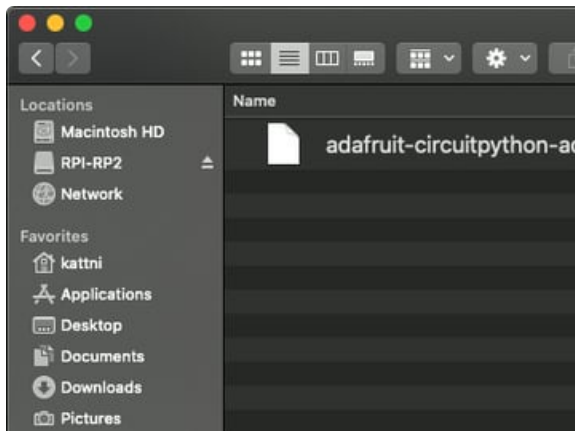 Locations
Macintosh HD
RPI-RP2
Network
Favorites
kattni
Applications
Desktop
Documents
Downloads
Pictures
Name
adafruit-circuitpython-